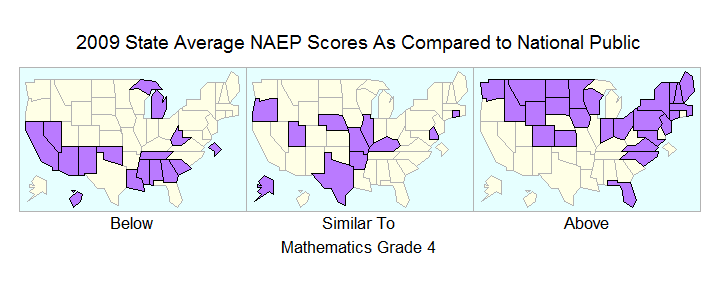 2009 State Average NAEP Scores As Compared to National Public
Below
Similar To
Above
Mathematics Grade 4